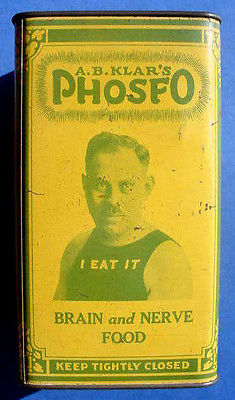 A.B. KLAR'S
PHOSFO
I EAT IT
BRAIN and NERVE
FOOD
KEEP TIGHTLY CLOSED